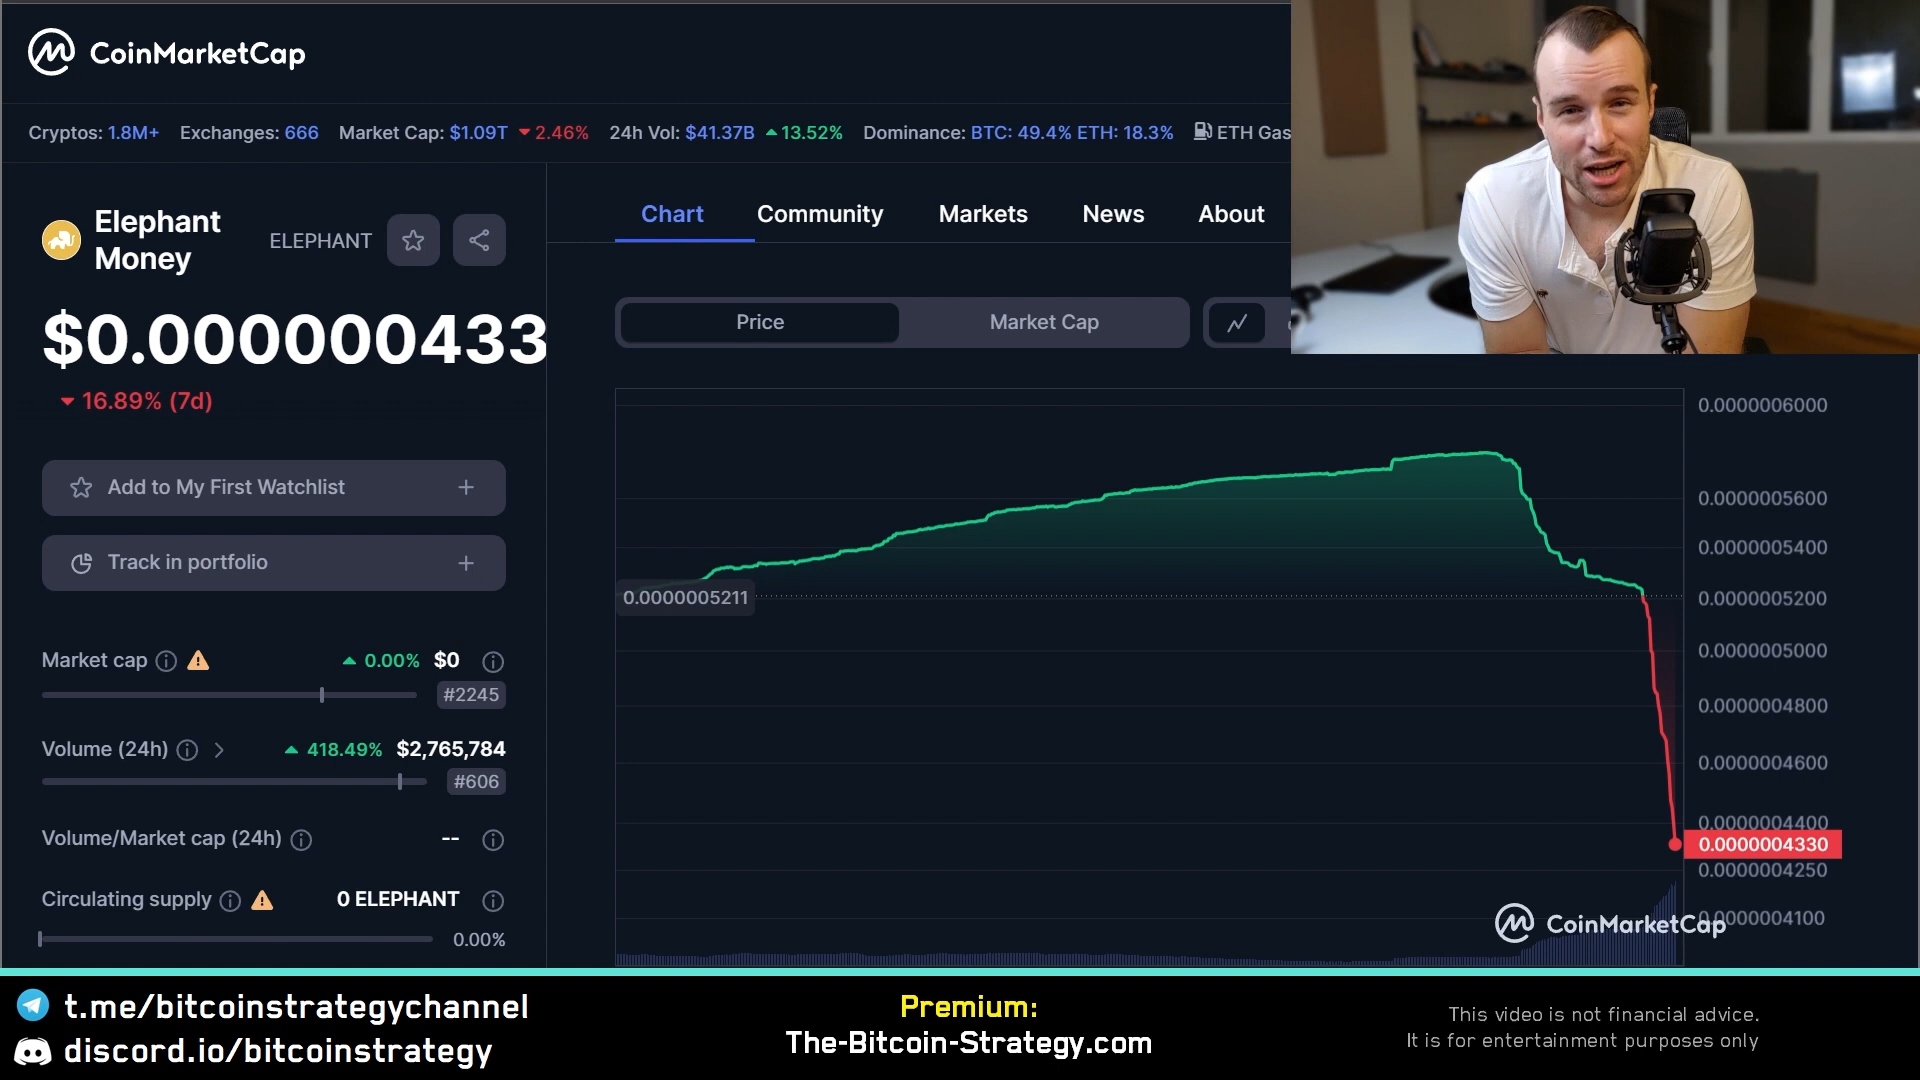 CoinMarketCap
Cryptos: 1.8M+ Exchanges: 666 Market Cap: $1.09T 2.46% 24h Vol: $41.37B 13.52% Dominance: BTC: 49.4% ETH: 18.3% ETH Gas
Elephant
Money
ELEPHANT
$0.000000433
16.89% (7d)
Add to My First Watchlist +
Track in portfolio +
Market cap 0.00% $0
#2245
Volume (24h) 418.49% $2,765,784
#606
Volume/Market cap (24h) --
Circulating supply 0 ELEPHANT
0.00%
Chart Community Markets News About
Price Market Cap
0.0000006000
0.0000005600
0.0000005400
0.0000005211
0.0000005200
0.0000005000
0.0000004800
0.0000004600
0.0000004400
0.0000004330
0.0000004250
0.0000004100
CoinMarketCap
t.me/bitcoinstrategychannel
discord.io/bitcoinstrategy
Premium:
The-Bitcoin-Strategy.com
This video is not financial advice.
It is for entertainment purposes only